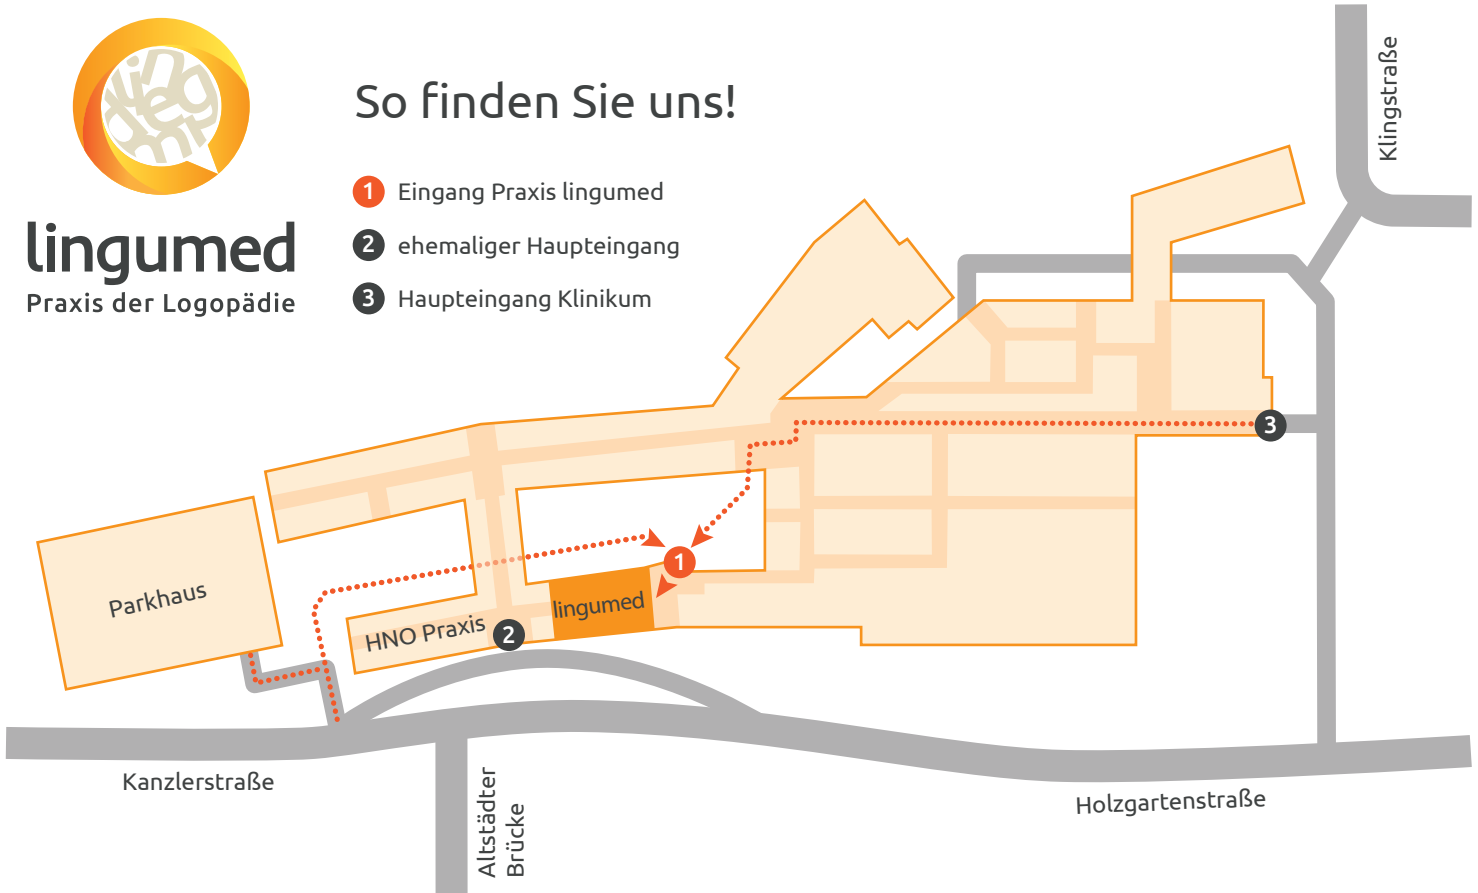 lingumed
Praxis der Logopädie
So finden Sie uns!
1 Eingang Praxis lingumed
2 ehemaliger Haupteingang
3 Haupteingang Klinikum
Klingstraße
3
1
Parkhaus
lingumed
HNO Praxis
2
Kanzlerstraße
Altstädter
Brücke
Holzgartenstraße